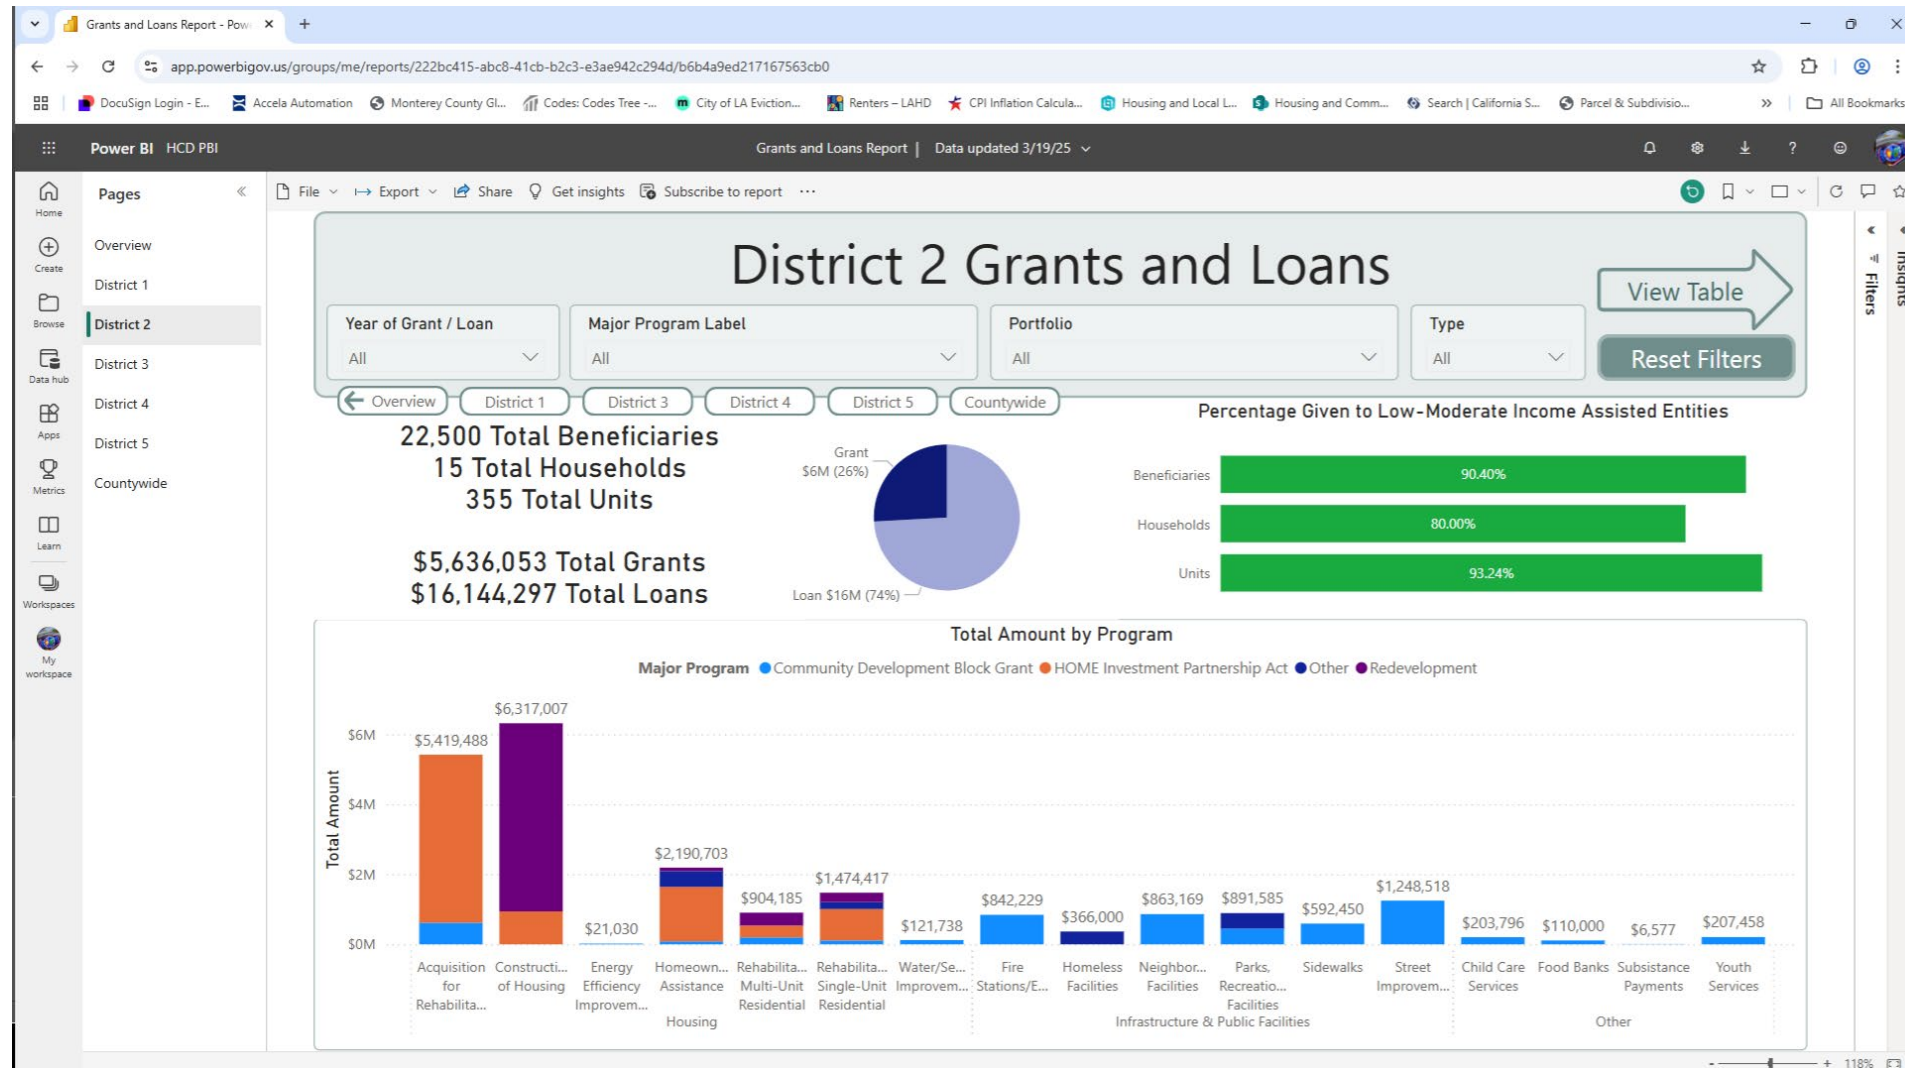 Grants and Loans Report - Pow
app.powerbigov.us/groups/me/reports/222bc415-abc8-41cb-b2c3-e3ae942c294d/b6b4a9ed217167563cb0
DocuSign Login - E... Accela Automation Monterey County Gl... Codes: Codes Tree -... City of LA Eviction... Renters – LAHD CPI Inflation Calcula... Housing and Local L... Housing and Comm... Search | California S... Parcel & Subdivisio... » All Bookmarks
Power BI HCD PBI Grants and Loans Report | Data updated 3/19/25
Home
Create
Browse
Data hub
Apps
Metrics
Learn
Workspaces
My workspace
Pages
Overview
District 1
District 2
District 3
District 4
District 5
Countywide
File Export Share Get insights Subscribe to report ...
Filters
Insights
District 2 Grants and Loans
View Table
Reset Filters
Year of Grant / Loan Major Program Label Portfolio Type
All All All All
Overview District 1 District 3 District 4 District 5 Countywide
22,500 Total Beneficiaries
15 Total Households
355 Total Units
$5,636,053 Total Grants
$16,144,297 Total Loans
Grant
$6M (26%)
Loan $16M (74%)
Percentage Given to Low-Moderate Income Assisted Entities
Beneficiaries 90.40%
Households 80.00%
Units 93.24%
Total Amount by Program
Major Program Community Development Block Grant HOME Investment Partnership Act Other Redevelopment
Total Amount
$6M
$4M
$2M
$0M
$5,419,488
$6,317,007
$21,030
$2,190,703
$904,185
$1,474,417
$121,738
$842,229
$366,000
$863,169
$891,585
$592,450
$1,248,518
$203,796
$110,000
$6,577
$207,458
Acquisition for Rehabilita...
Constructi... of Housing
Energy Efficiency Improvem...
Homeown... Assistance
Rehabilita... Multi-Unit Residential
Rehabilita... Single-Unit Residential
Water/Se... Improvem...
Fire Stations/E...
Homeless Facilities
Neighbor... Facilities
Parks, Recreatio... Facilities
Sidewalks
Street Improvem...
Child Care Services
Food Banks
Subsistance Payments
Youth Services
Housing Infrastructure & Public Facilities Other
118%